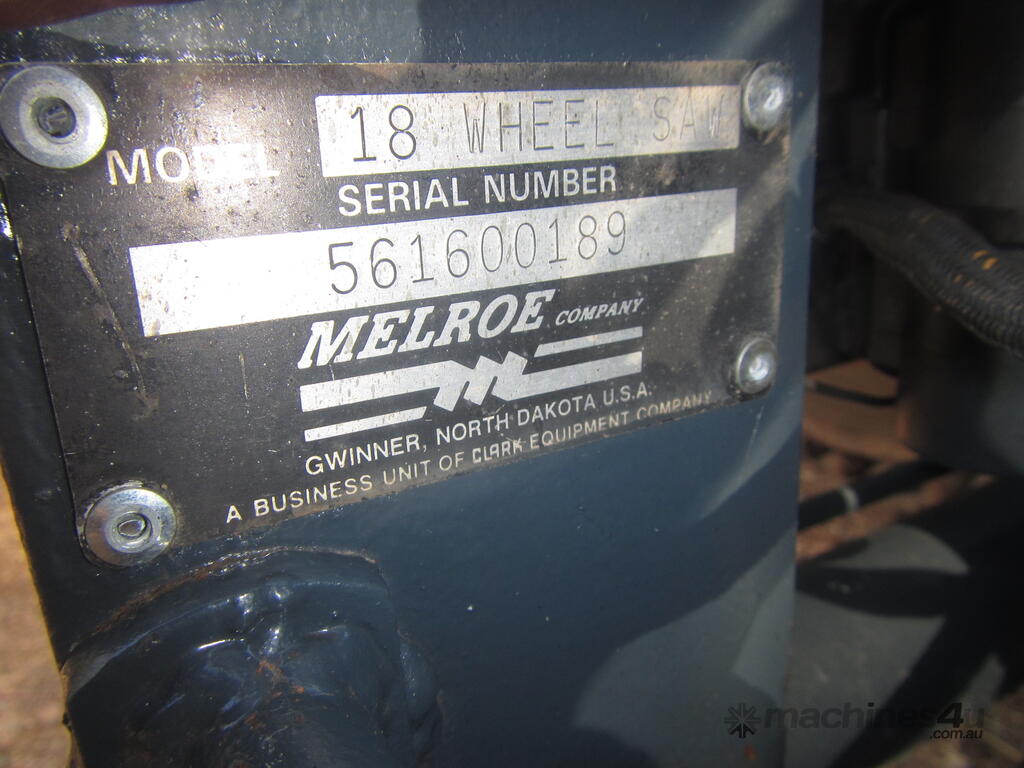 MODEL 18 WHEEL SAW
SERIAL NUMBER
561600189
MELROE COMPANY
GWINNER, NORTH DAKOTA U.S.A.
A BUSINESS UNIT OF CLARK EQUIPMENT COMPANY
machines4u
.com.au